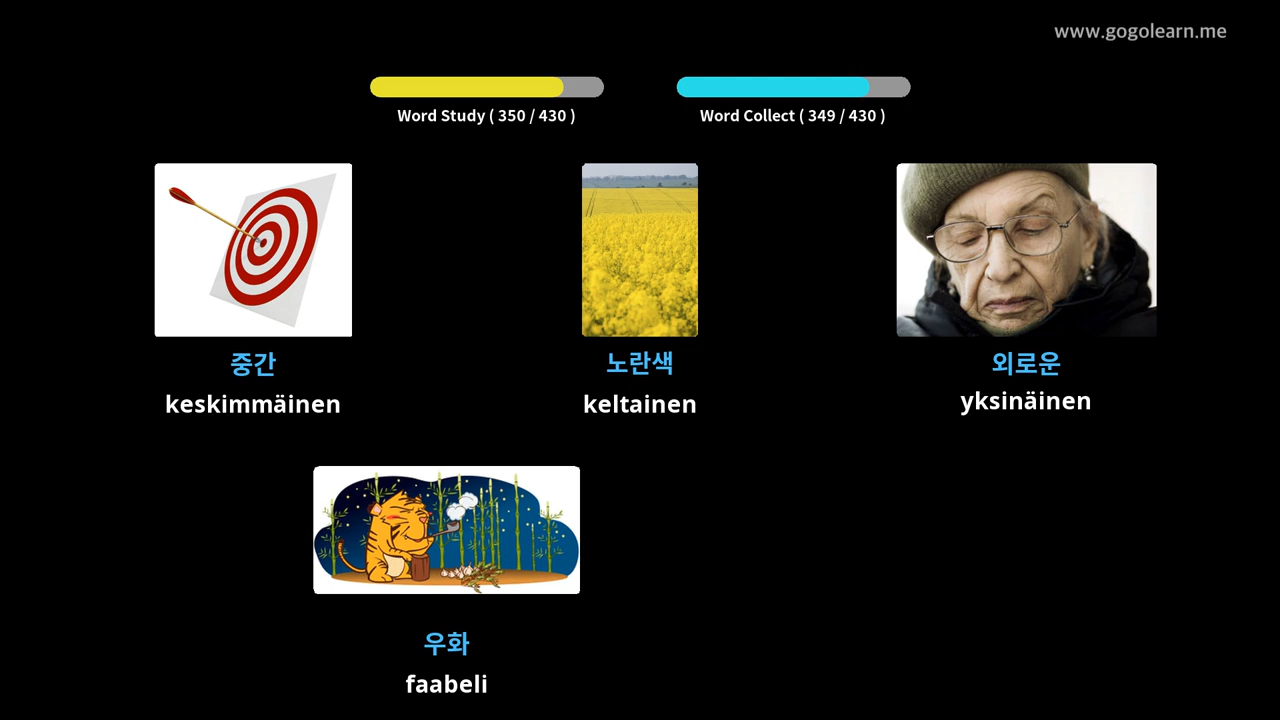 www.gogolearn.me
Word Study ( 350 / 430 )
Word Collect ( 349 / 430 )
중간
keskimmäinen
노란색
keltainen
외로운
yksinäinen
우화
faabeli